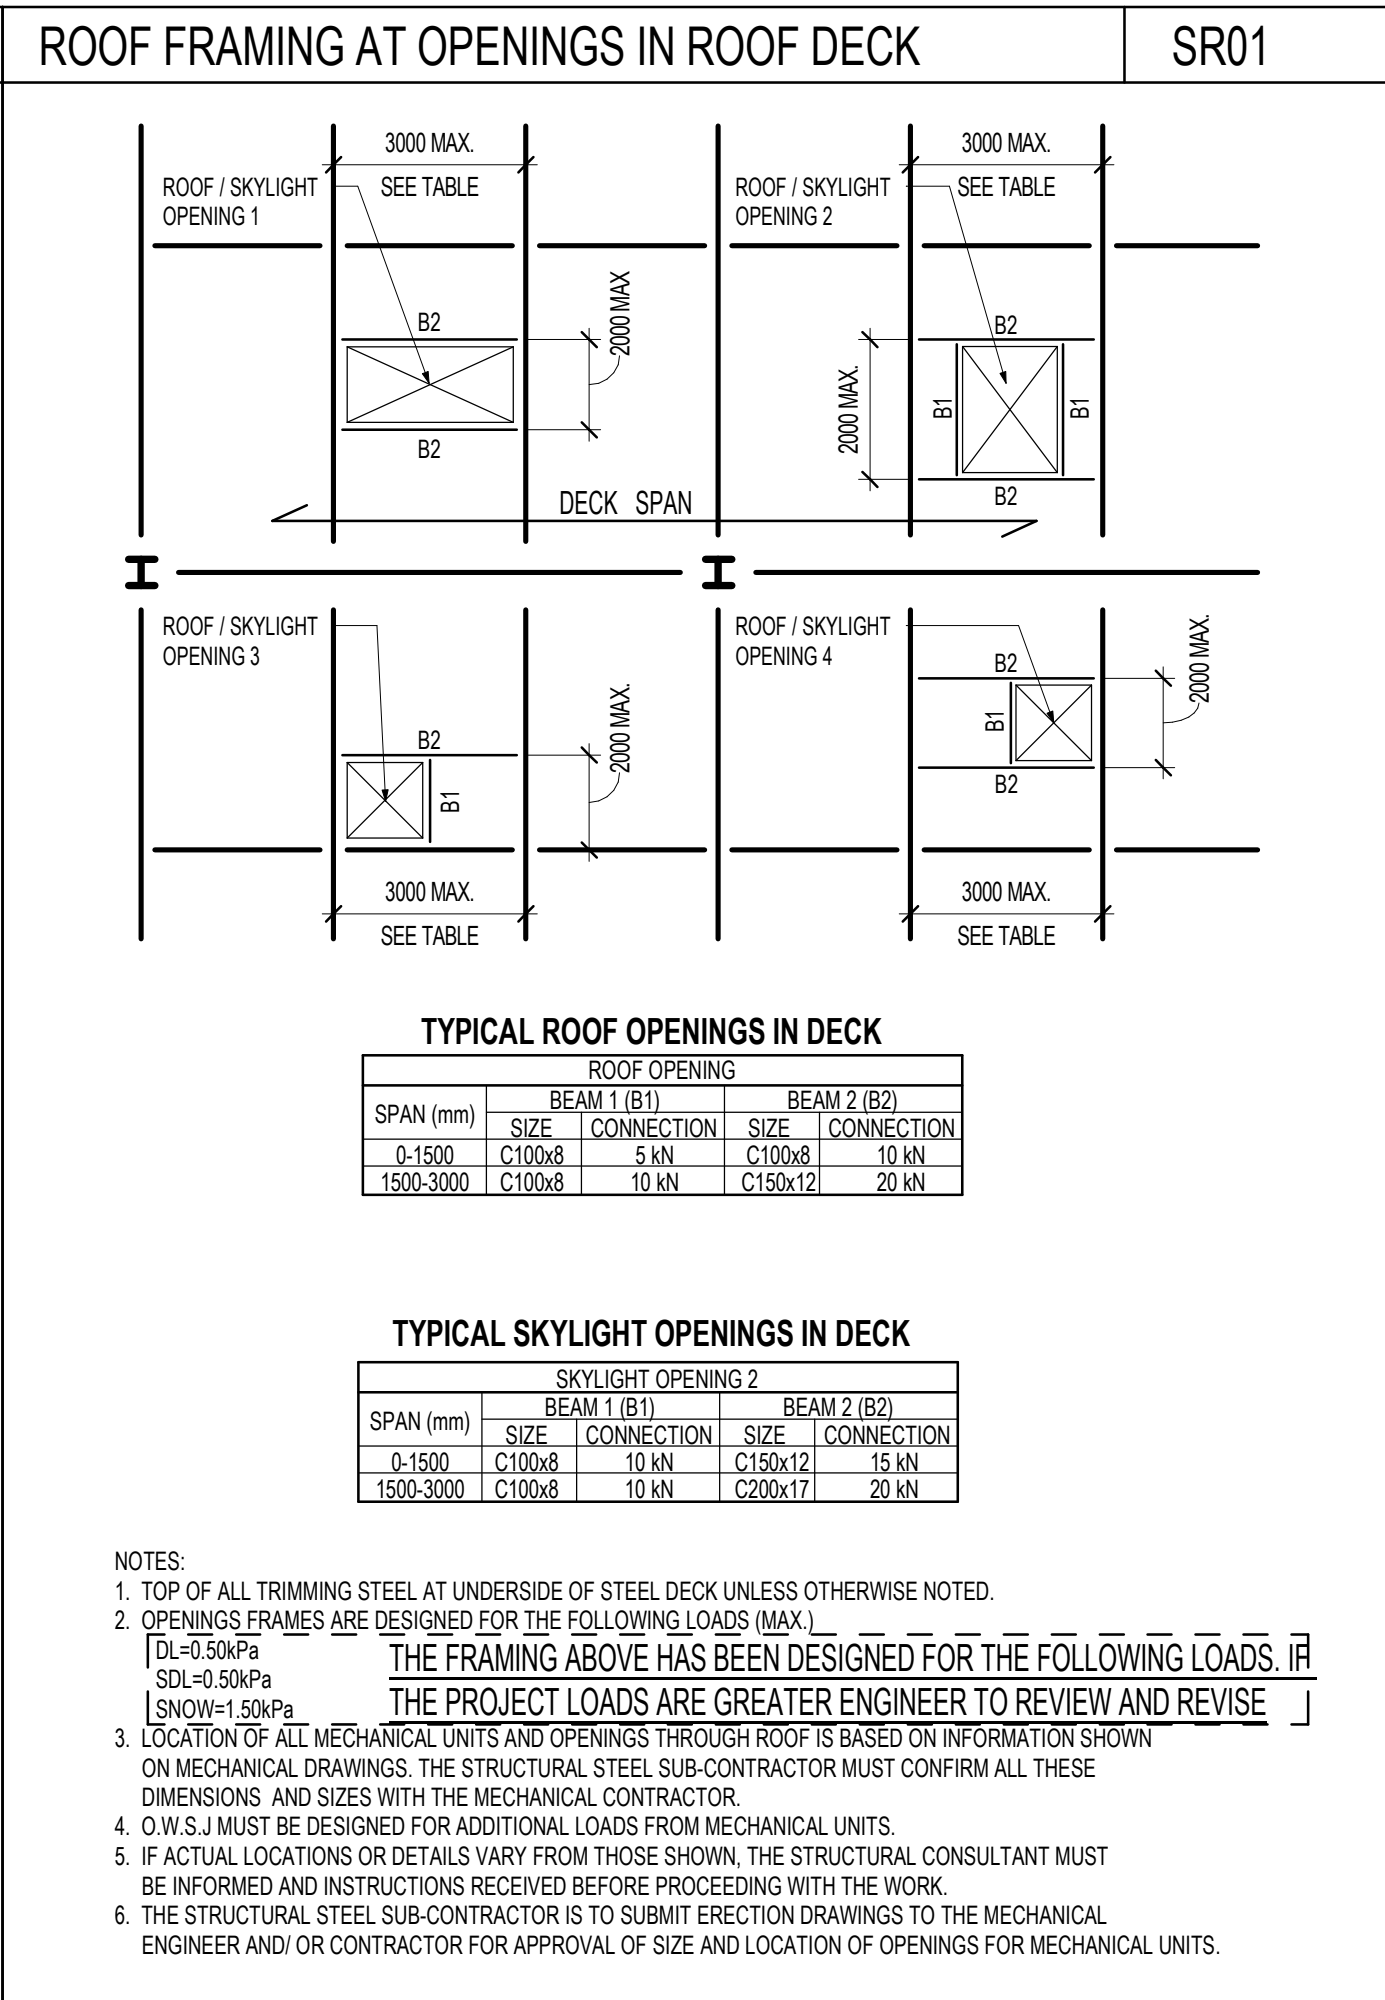 ROOF FRAMING AT OPENINGS IN ROOF DECK
SR01
3000 MAX.
SEE TABLE
ROOF / SKYLIGHT
OPENING 1
B2
B2
2000 MAX
3000 MAX.
SEE TABLE
ROOF / SKYLIGHT
OPENING 2
B2
B1
B1
B2
2000 MAX.
DECK SPAN
ROOF / SKYLIGHT
OPENING 3
B2
B1
2000 MAX.
3000 MAX.
SEE TABLE
ROOF / SKYLIGHT
OPENING 4
B2
B1
B2
2000 MAX.
3000 MAX.
SEE TABLE
TYPICAL ROOF OPENINGS IN DECK
ROOF OPENING
SPAN (mm) BEAM 1 (B1) BEAM 2 (B2)
SIZE CONNECTION SIZE CONNECTION
0-1500 C100x8 5 kN C100x8 10 kN
1500-3000 C100x8 10 kN C150x12 20 kN
TYPICAL SKYLIGHT OPENINGS IN DECK
SKYLIGHT OPENING 2
SPAN (mm) BEAM 1 (B1) BEAM 2 (B2)
SIZE CONNECTION SIZE CONNECTION
0-1500 C100x8 10 kN C150x12 15 kN
1500-3000 C100x8 10 kN C200x17 20 kN
NOTES:
1. TOP OF ALL TRIMMING STEEL AT UNDERSIDE OF STEEL DECK UNLESS OTHERWISE NOTED.
2. OPENINGS FRAMES ARE DESIGNED FOR THE FOLLOWING LOADS (MAX.)
DL=0.50kPa
SDL=0.50kPa
SNOW=1.50kPa
THE FRAMING ABOVE HAS BEEN DESIGNED FOR THE FOLLOWING LOADS. IF
THE PROJECT LOADS ARE GREATER ENGINEER TO REVIEW AND REVISE
3. LOCATION OF ALL MECHANICAL UNITS AND OPENINGS THROUGH ROOF IS BASED ON INFORMATION SHOWN
ON MECHANICAL DRAWINGS. THE STRUCTURAL STEEL SUB-CONTRACTOR MUST CONFIRM ALL THESE
DIMENSIONS AND SIZES WITH THE MECHANICAL CONTRACTOR.
4. O.W.S.J MUST BE DESIGNED FOR ADDITIONAL LOADS FROM MECHANICAL UNITS.
5. IF ACTUAL LOCATIONS OR DETAILS VARY FROM THOSE SHOWN, THE STRUCTURAL CONSULTANT MUST
BE INFORMED AND INSTRUCTIONS RECEIVED BEFORE PROCEEDING WITH THE WORK.
6. THE STRUCTURAL STEEL SUB-CONTRACTOR IS TO SUBMIT ERECTION DRAWINGS TO THE MECHANICAL
ENGINEER AND/ OR CONTRACTOR FOR APPROVAL OF SIZE AND LOCATION OF OPENINGS FOR MECHANICAL UNITS.